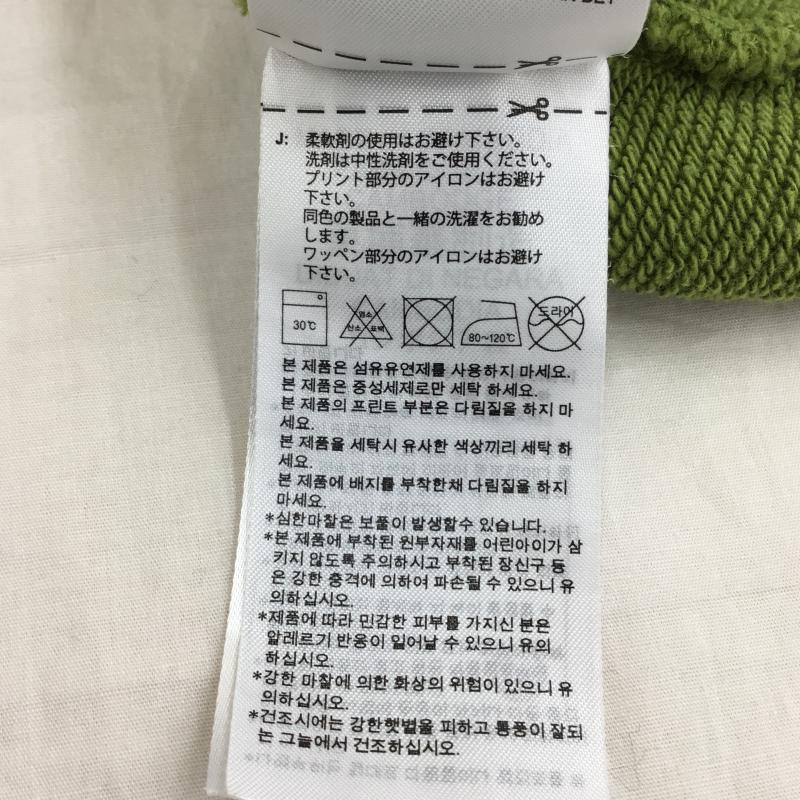 J: 柔軟剤の使用はお避け下さい。
洗剤は中性洗剤をご使用ください。
プリント部分のアイロンはお避け
下さい。
同色の製品と一緒の洗濯をお勧め
します。
ワッペン部分のアイロンはお避け
下さい。
30℃ 염소 산소 표백 80~120℃ 드라이
본 제품은 섬유유연제를 사용하지 마세요.
본 제품은 중성세제로만 세탁 하세요.
본 제품의 프린트 부분은 다림질을 하지 마
세요.
본 제품을 세탁시 유사한 색상끼리 세탁 하
세요.
본 제품에 배지를 부착한채 다림질을 하지
마세요.
*심한마찰은 보풀이 발생할수 있습니다.
*본 제품에 부착된 원부자재를 어린아이가 삼
키지 않도록 주의하시고 부착된 장신구 등
은 강한 충격에 의하여 파손될 수 있으니 유
의하십시오.
*제품에 따라 민감한 피부를 가지신 분은
알레르기 반응이 일어날 수 있으니 유의
하십시오.
*강한 마찰에 의한 화상의 위험이 있으니 유
의하십시오.
*건조시에는 강한햇볕을 피하고 통풍이 잘되
는 그늘에서 건조하십시오.